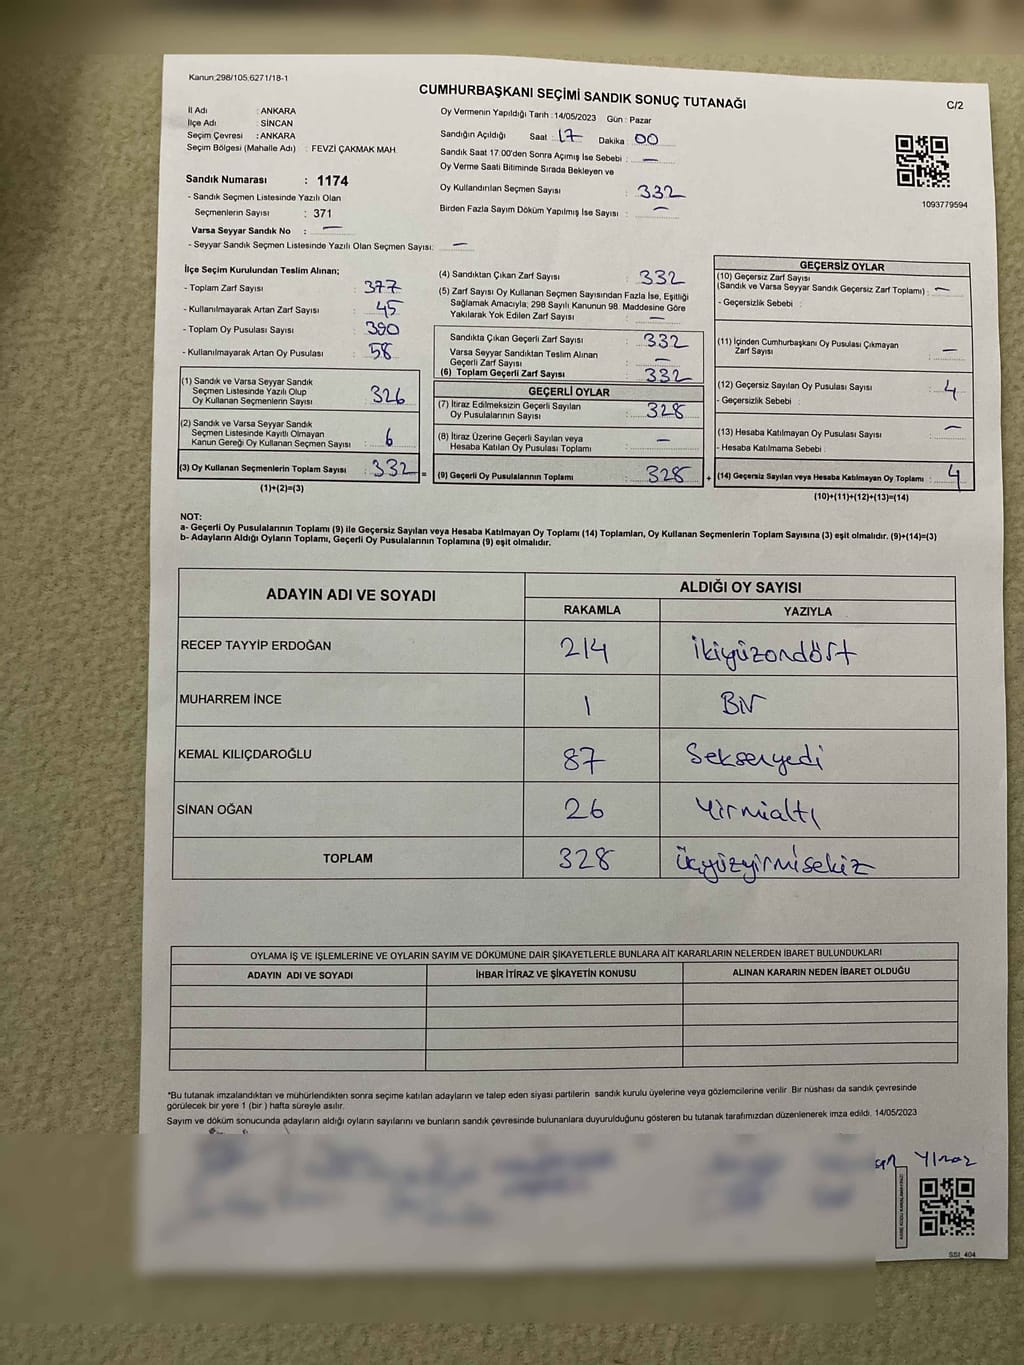 Kanun:298/105,6271/18-1
CUMHURBAŞKANI SEÇİMİ SANDIK SONUÇ TUTANAĞI
C/2
İl Adı : ANKARA
İlçe Adı : SİNCAN
Seçim Çevresi : ANKARA
Seçim Bölgesi (Mahalle Adı) : FEVZİ ÇAKMAK MAH.
Sandık Numarası : 1174
- Sandık Seçmen Listesinde Yazılı Olan
Seçmenlerin Sayısı : 371
Varsa Seyyar Sandık No : —
- Seyyar Sandık Seçmen Listesinde Yazılı Olan Seçmen Sayısı: —
Oy Vermenin Yapıldığı Tarih :14/05/2023 Gün : Pazar
Sandığın Açıldığı Saat : 17 Dakika : 00
Sandık Saat 17:00'den Sonra Açılmış İse Sebebi : —
Oy Verme Saati Bitiminde Sırada Bekleyen ve
Oy Kullandırılan Seçmen Sayısı : 332
Birden Fazla Sayım Döküm Yapılmış İse Sayısı : —
1093779594
İlçe Seçim Kurulundan Teslim Alınan;
- Toplam Zarf Sayısı : 377
- Kullanılmayarak Artan Zarf Sayısı : 45
- Toplam Oy Pusulası Sayısı : 390
- Kullanılmayarak Artan Oy Pusulası : 58
(1) Sandık ve Varsa Seyyar Sandık
Seçmen Listesinde Yazılı Olup
Oy Kullanan Seçmenlerin Sayısı : 326
(2) Sandık ve Varsa Seyyar Sandık
Seçmen Listesinde Kayıtlı Olmayan
Kanun Gereği Oy Kullanan Seçmen Sayısı : 6
(3) Oy Kullanan Seçmenlerin Toplam Sayısı : 332 =
(1)+(2)=(3)
(4) Sandıktan Çıkan Zarf Sayısı : 332
(5) Zarf Sayısı Oy Kullanan Seçmen Sayısından Fazla İse, Eşitliği
Sağlamak Amacıyla; 298 Sayılı Kanunun 98. Maddesine Göre
Yakılarak Yok Edilen Zarf Sayısı : —
Sandıkta Çıkan Geçerli Zarf Sayısı : 332
Varsa Seyyar Sandıktan Teslim Alınan
Geçerli Zarf Sayısı : —
(6) Toplam Geçerli Zarf Sayısı : 332
GEÇERLİ OYLAR
(7) İtiraz Edilmeksizin Geçerli Sayılan
Oy Pusulalarının Sayısı : 328
(8) İtiraz Üzerine Geçerli Sayılan veya
Hesaba Katılan Oy Pusulası Toplamı : —
(9) Geçerli Oy Pusulalarının Toplamı : 328 +
GEÇERSİZ OYLAR
(10) Geçersiz Zarf Sayısı
(Sandık ve Varsa Seyyar Sandık Geçersiz Zarf Toplamı) : —
- Geçersizlik Sebebi :
(11) İçinden Cumhurbaşkanı Oy Pusulası Çıkmayan
Zarf Sayısı : —
(12) Geçersiz Sayılan Oy Pusulası Sayısı : 4
- Geçersizlik Sebebi :
(13) Hesaba Katılmayan Oy Pusulası Sayısı : —
- Hesaba Katılmama Sebebi :
(14) Geçersiz Sayılan veya Hesaba Katılmayan Oy Toplamı : 4
(10)+(11)+(12)+(13)=(14)
NOT:
a- Geçerli Oy Pusulalarının Toplamı (9) ile Geçersiz Sayılan veya Hesaba Katılmayan Oy Toplamı (14) Toplamları, Oy Kullanan Seçmenlerin Toplam Sayısına (3) eşit olmalıdır. (9)+(14)=(3)
b- Adayların Aldığı Oyların Toplamı, Geçerli Oy Pusulalarının Toplamına (9) eşit olmalıdır.
ADAYIN ADI VE SOYADI
ALDIĞI OY SAYISI
RAKAMLA YAZIYLA
RECEP TAYYİP ERDOĞAN 214 ikiyüzondört
MUHARREM İNCE 1 Bir
KEMAL KILIÇDAROĞLU 87 Seksenyedi
SİNAN OĞAN 26 Yirmialtı
TOPLAM 328 üçyüzyirmisekiz
OYLAMA İŞ VE İŞLEMLERİNE VE OYLARIN SAYIM VE DÖKÜMÜNE DAİR ŞİKAYETLERLE BUNLARA AİT KARARLARIN NELERDEN İBARET BULUNDUKLARI
ADAYIN ADI VE SOYADI İHBAR İTİRAZ VE ŞİKAYETİN KONUSU ALINAN KARARIN NEDEN İBARET OLDUĞU
*Bu tutanak imzalandıktan ve mühürlendikten sonra seçime katılan adayların ve talep eden siyasi partilerin sandık kurulu üyelerine veya gözlemcilerine verilir. Bir nüshası da sandık çevresinde
görülecek bir yere 1 (bir ) hafta süreyle asılır.
Sayım ve döküm sonucunda adayların aldığı oyların sayılarını ve bunların sandık çevresinde bulunanlara duyurulduğunu gösteren bu tutanak tarafımızdan düzenlenerek imza edildi. 14/05/2023
SSI_404